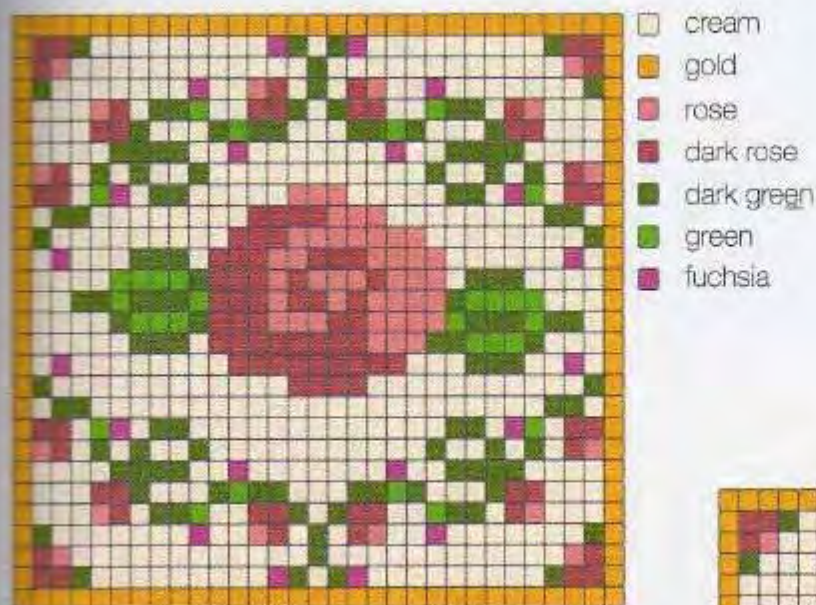 cream
gold
rose
dark rose
dark green
green
fuchsia